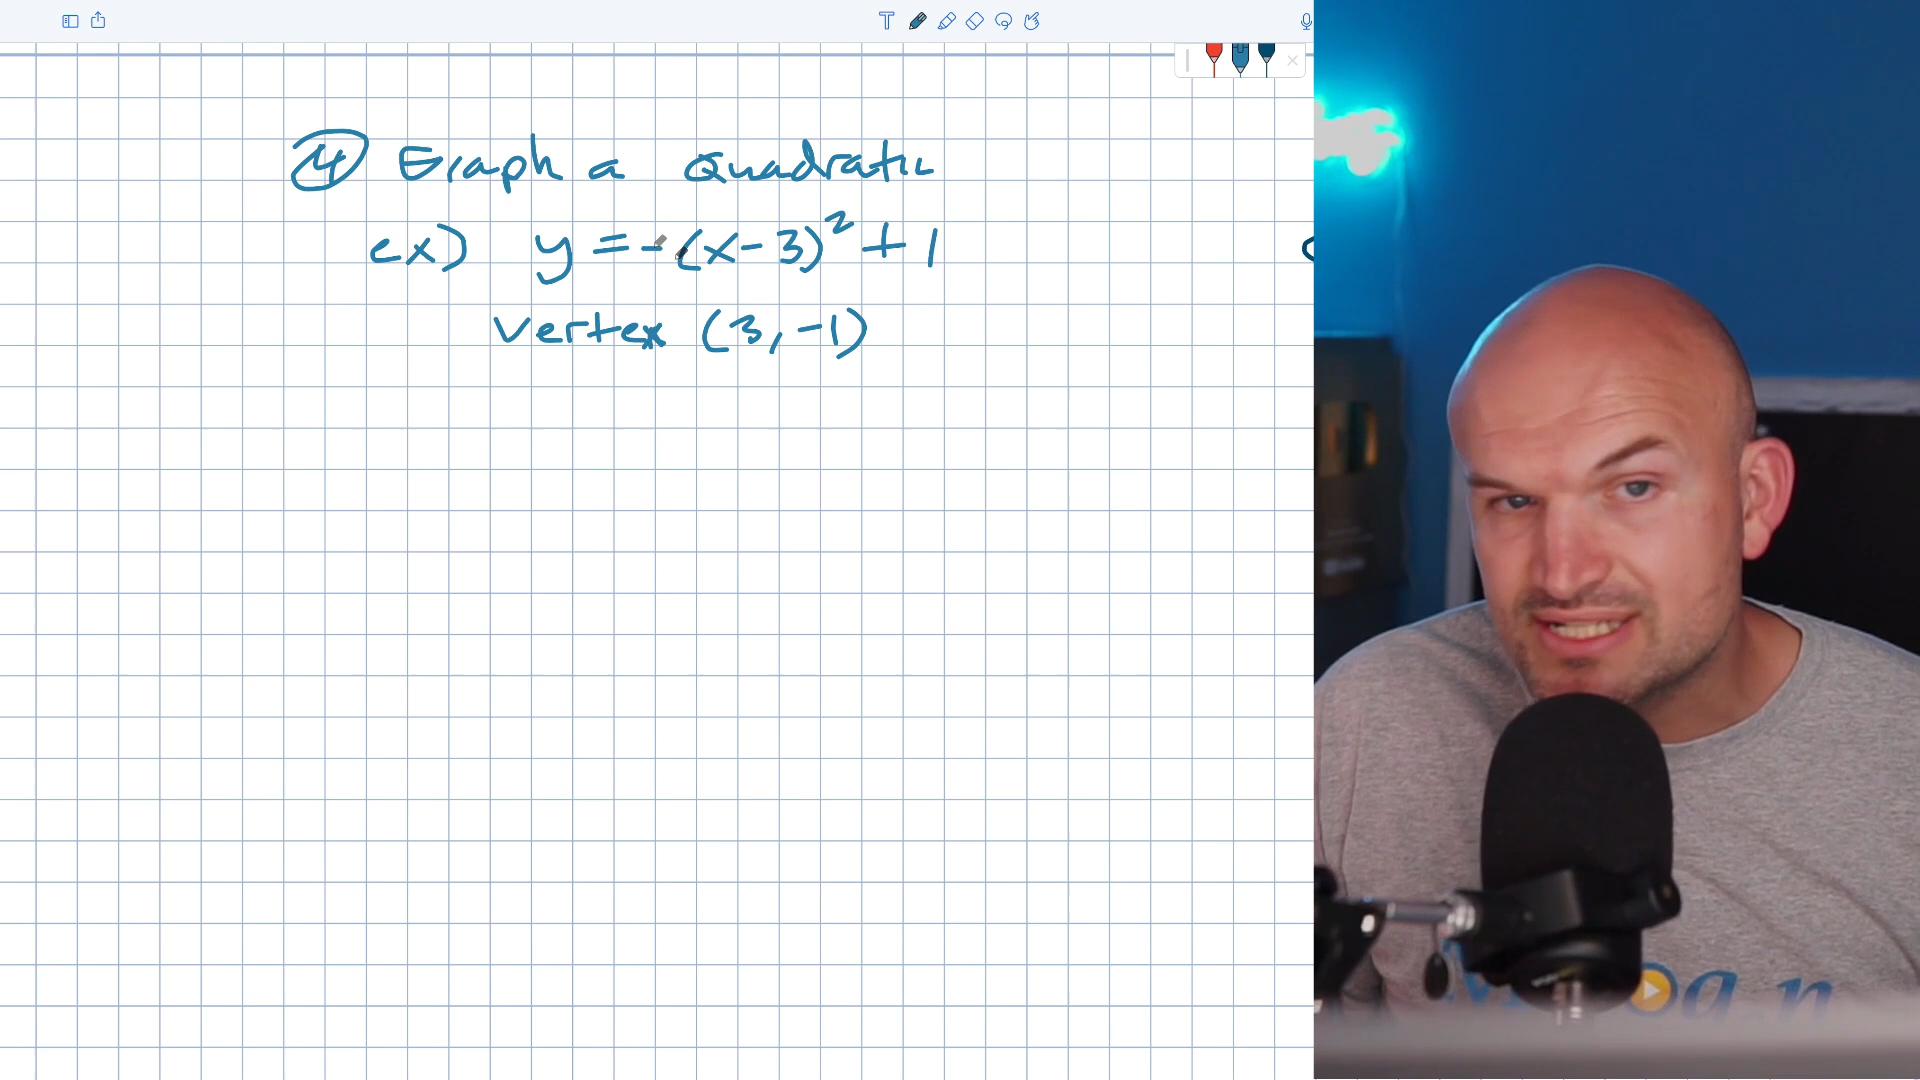 ④ Graph a Quadratic
ex) y = -(x-3)² + 1
vertex (3, -1)